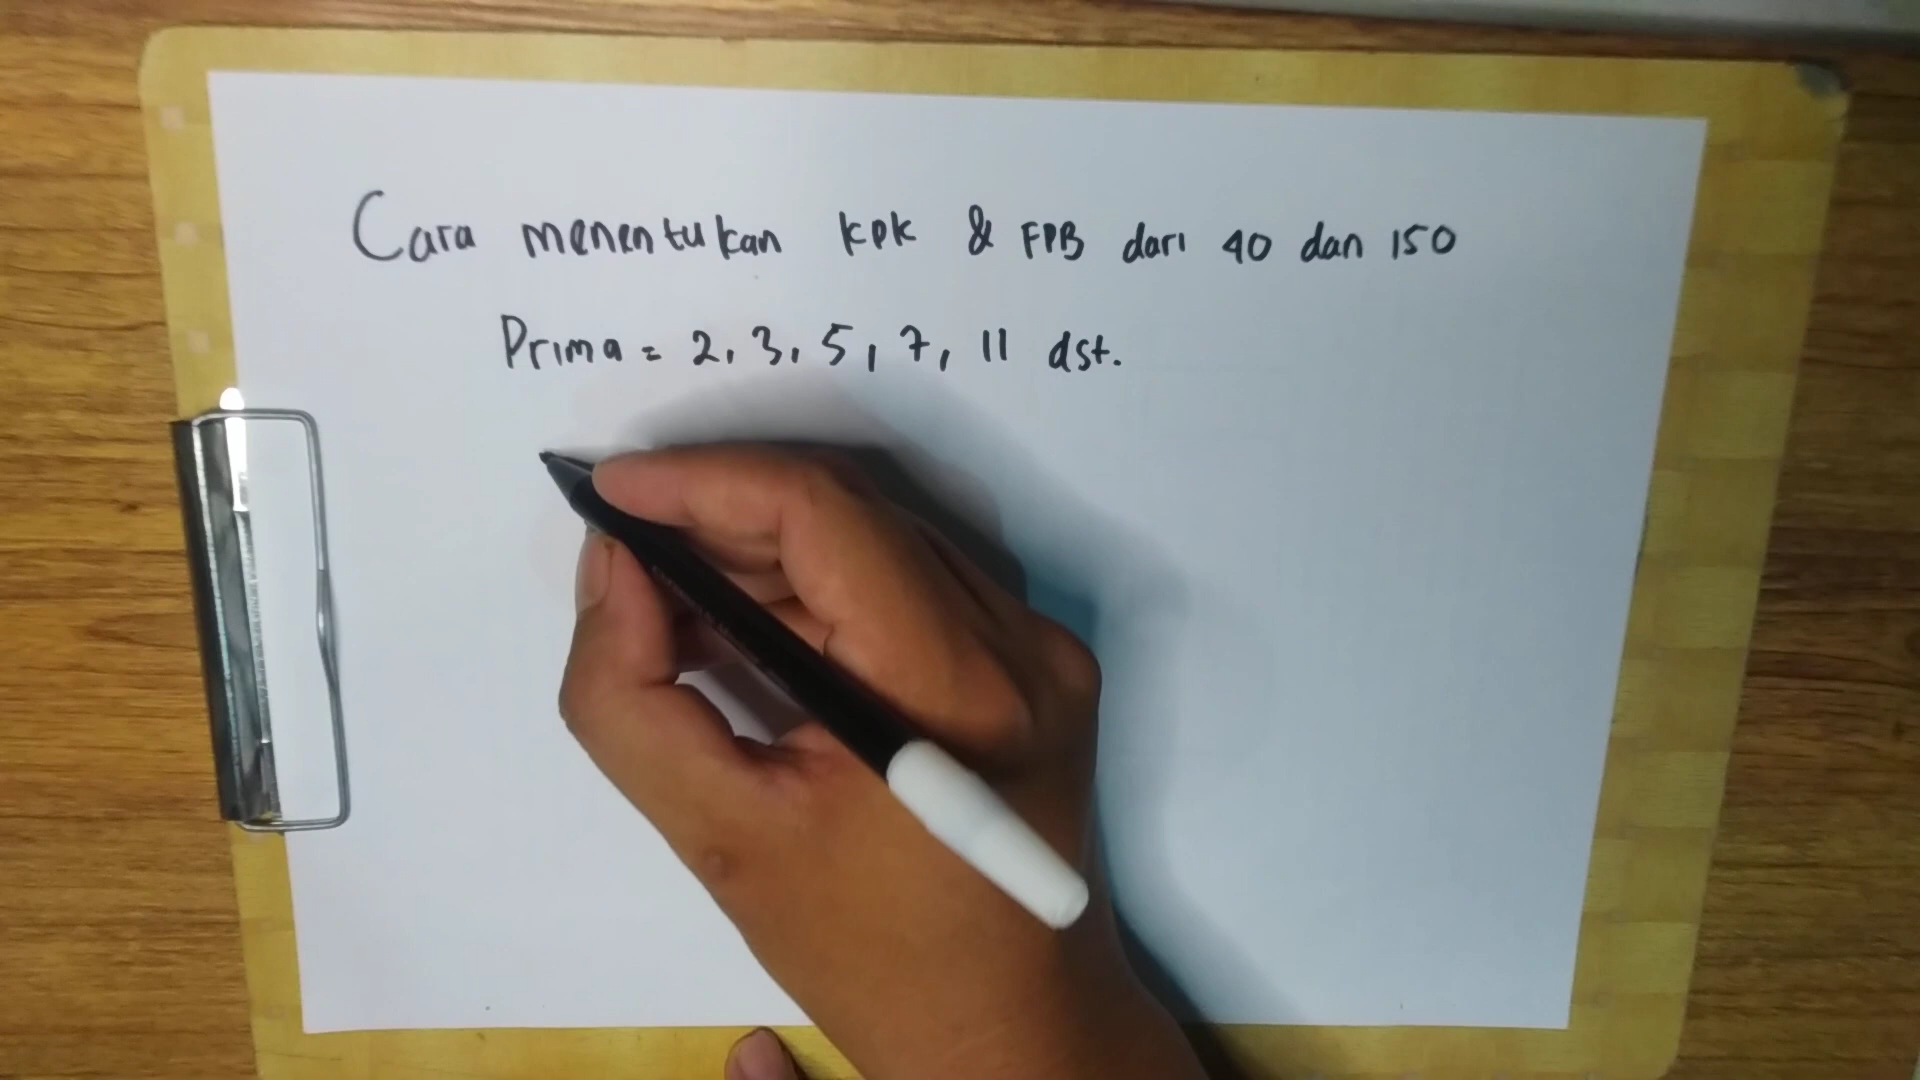 Cara menentukan kpk & FPB dari 40 dan 150
Prima = 2, 3, 5, 7, 11 dst.